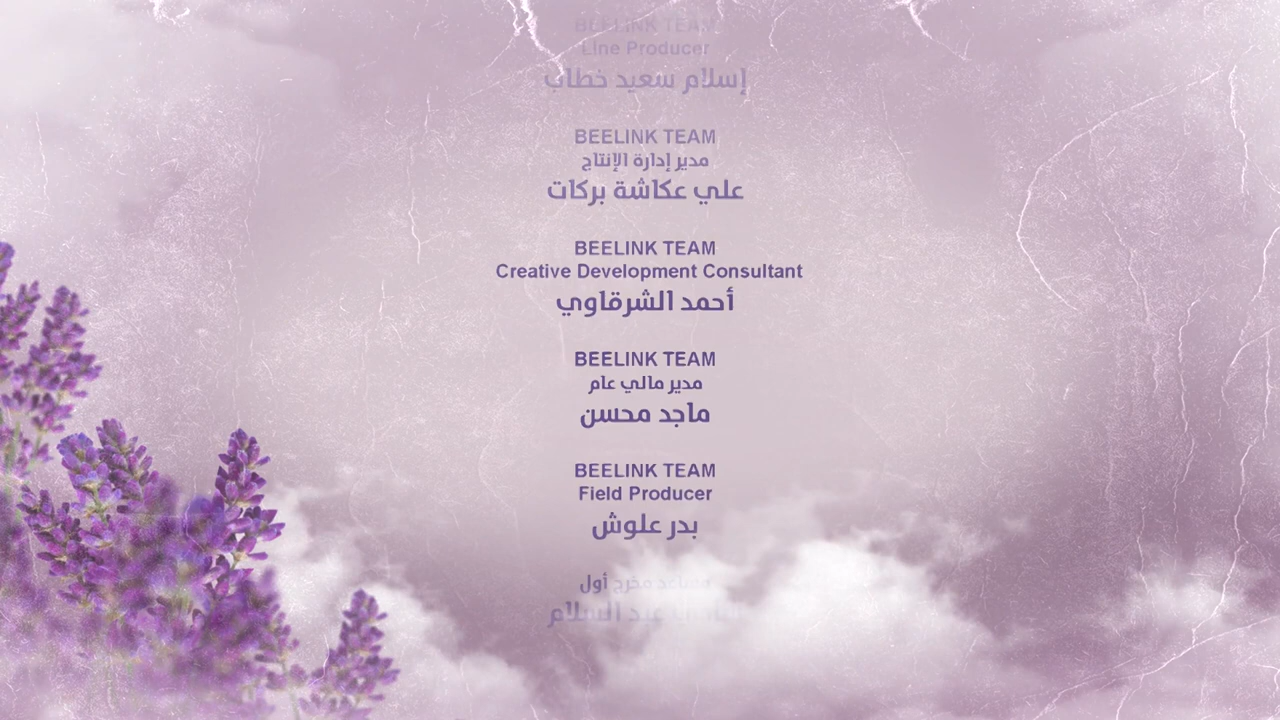 BEELINK TEAM
Line Producer
إسلام سعيد خطاب
BEELINK TEAM
مدير إدارة الإنتاج
علي عكاشة بركات
BEELINK TEAM
Creative Development Consultant
أحمد الشرقاوي
BEELINK TEAM
مدير مالي عام
ماجد محسن
BEELINK TEAM
Field Producer
بدر علوش
مساعد مخرج أول
عبد السلام